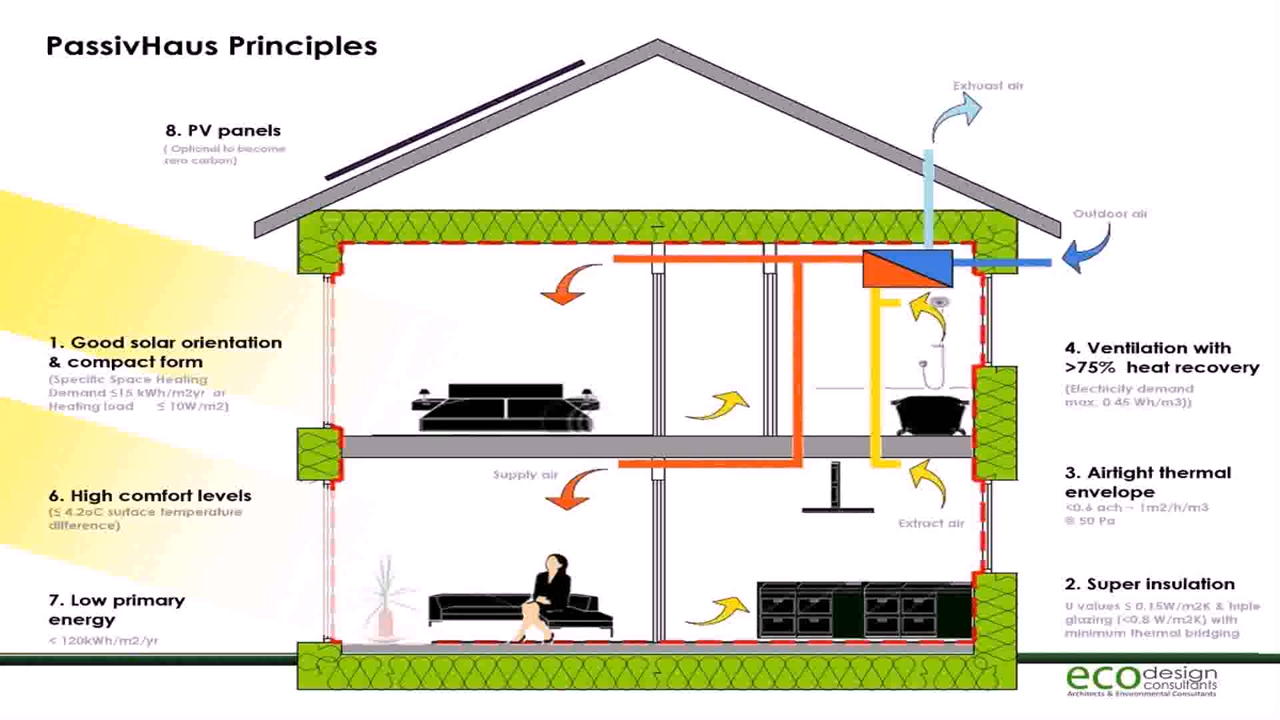 PassivHaus Principles
8. PV panels
( Optional to become
zero carbon)
Exhuast air
Outdoor air
1. Good solar orientation
& compact form
(Specific Space Heating
Demand ≤15 kWh/m2yr or
Heating load ≤ 10W/m2)
4. Ventilation with
>75% heat recovery
(Electricity demand
max. 0.45 Wh/m3))
Supply air
3. Airtight thermal
envelope
<0.6 ach ~ 1m2/h/m3
@ 50 Pa
6. High comfort levels
(≤ 4.2oC surface temperature
difference)
Extract air
2. Super insulation
U values ≤ 0.15W/m2K & triple
glazing (<0.8 W/m2K) with
minimum thermal bridging
7. Low primary
energy
< 120kWh/m2/yr
eco design
consultants
Architects & Environmental Consultants